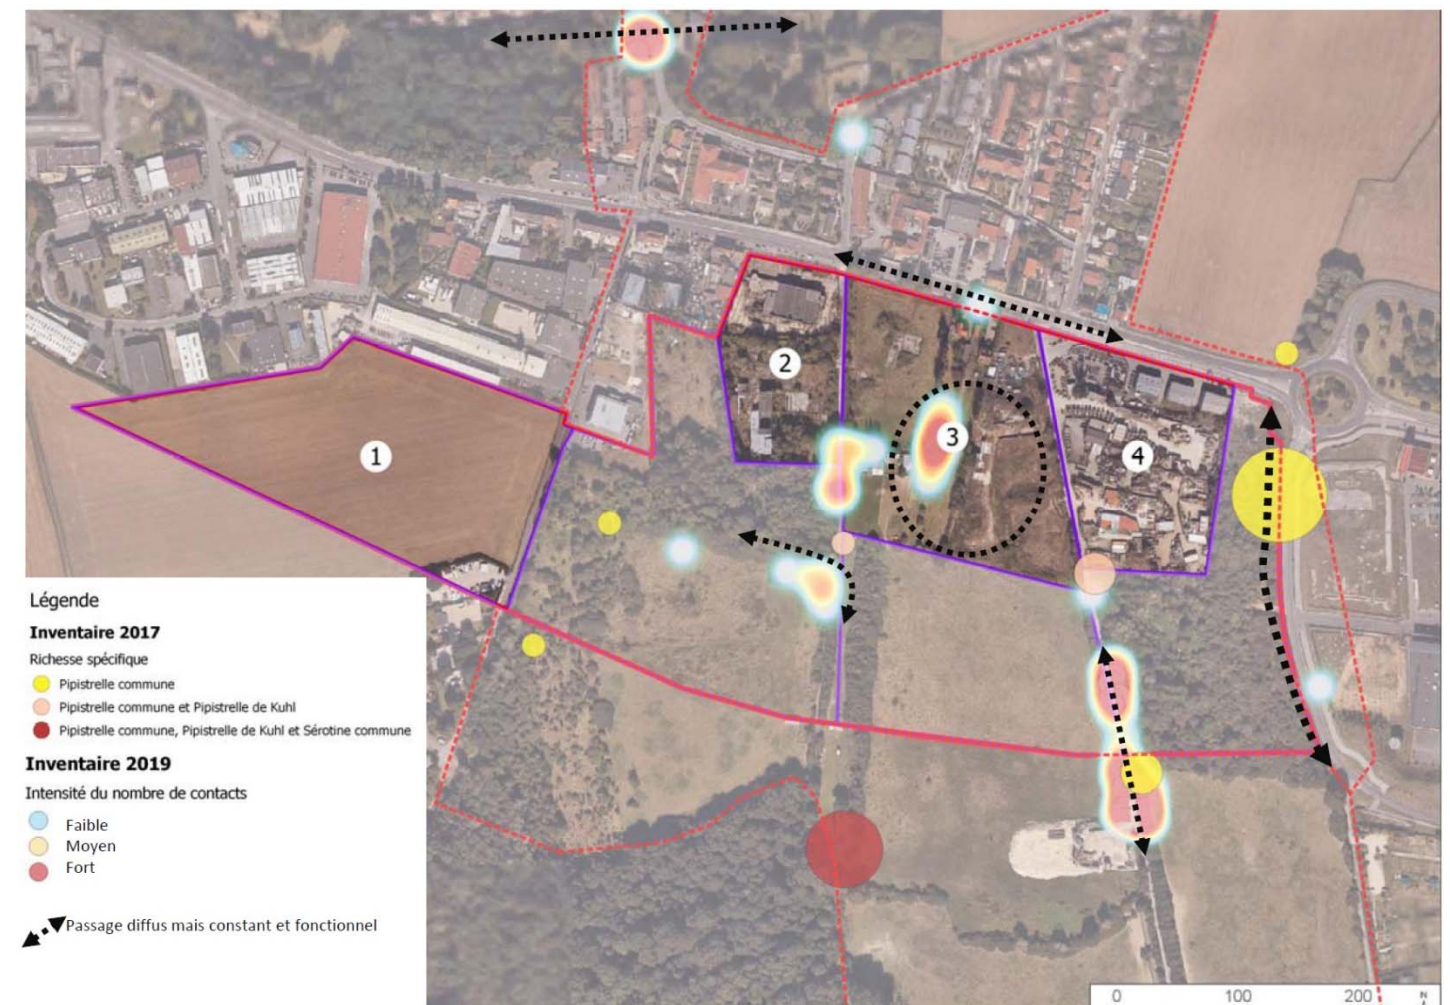 2
3
1
4
Légende
Inventaire 2017
Richesse spécifique
Pipistrelle commune
Pipistrelle commune et Pipistrelle de Kuhl
Pipistrelle commune, Pipistrelle de Kuhl et Sérotine commune
Inventaire 2019
Intensité du nombre de contacts
Faible
Moyen
Fort
Passage diffus mais constant et fonctionnel
0 100 200 N